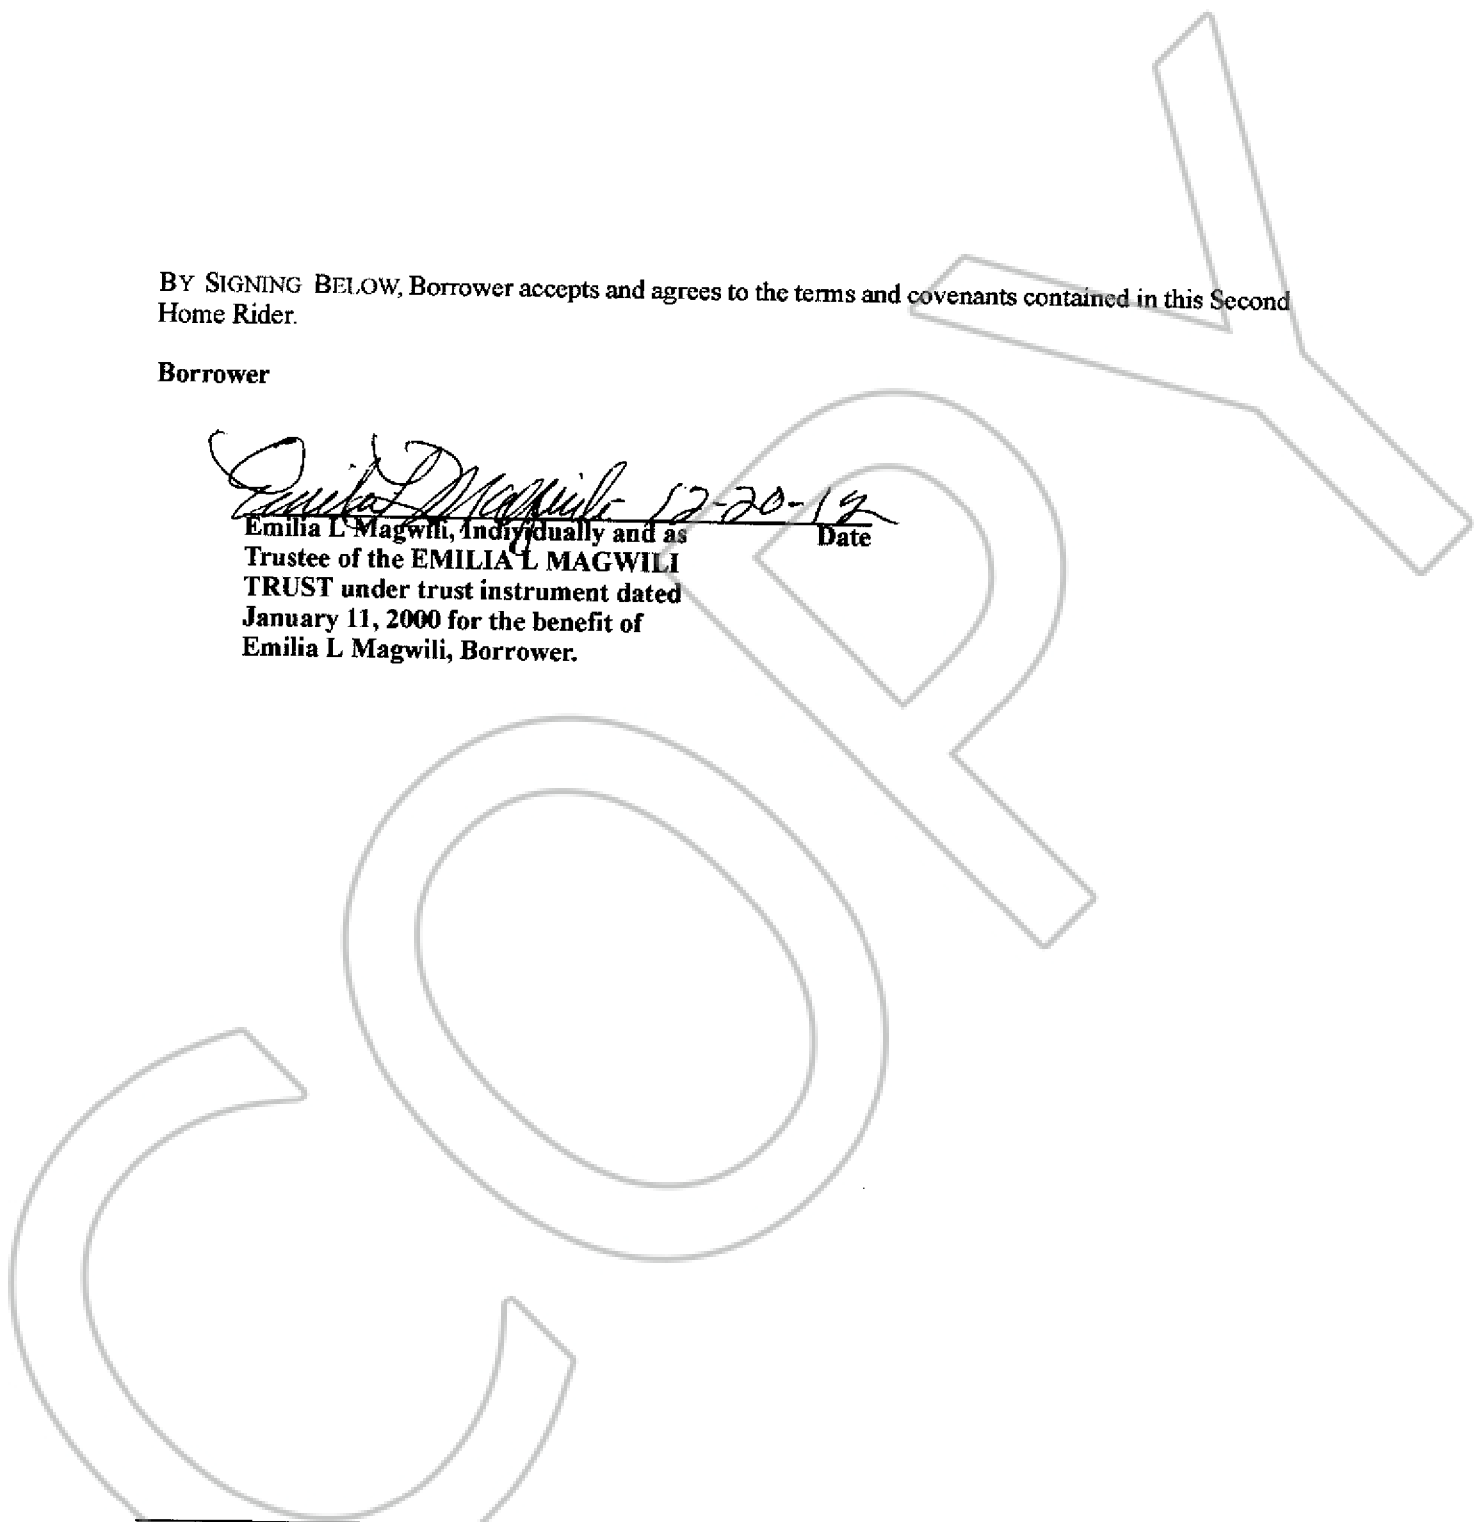 BY SIGNING BELOW, Borrower accepts and agrees to the terms and covenants contained in this Second
Home Rider.
Borrower
Emilia L Magwili 12-20-12
Emilia L Magwili, Individually and as Date
Trustee of the EMILIA L MAGWILI
TRUST under trust instrument dated
January 11, 2000 for the benefit of
Emilia L Magwili, Borrower.
COPY